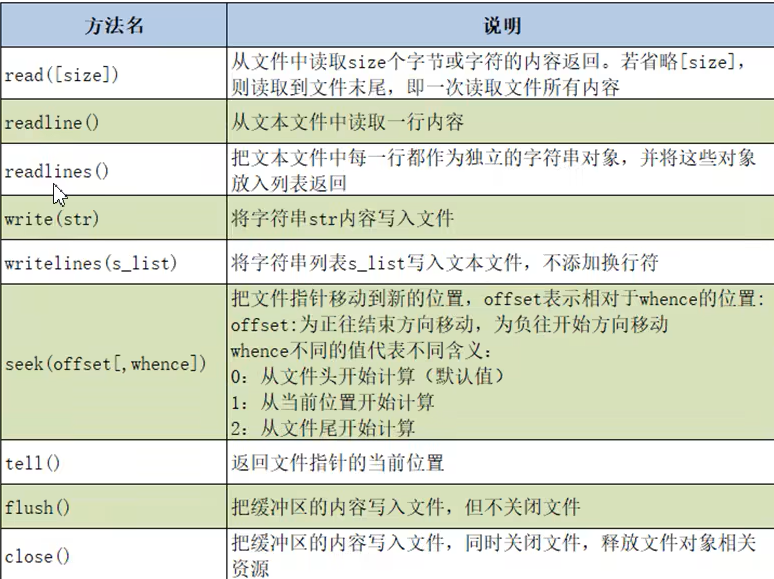 方法名 说明
read([size]) 从文件中读取size个字节或字符的内容返回。若省略[size],
则读取到文件末尾，即一次读取文件所有内容
readline() 从文本文件中读取一行内容
readlines() 把文本文件中每一行都作为独立的字符串对象，并将这些对象
放入列表返回
write(str) 将字符串str内容写入文件
writelines(s_list) 将字符串列表s_list写入文本文件，不添加换行符
seek(offset[,whence]) 把文件指针移动到新的位置，offset表示相对于whence的位置:
offset:为正往结束方向移动，为负往开始方向移动
whence不同的值代表不同含义:
0: 从文件头开始计算（默认值）
1: 从当前位置开始计算
2: 从文件尾开始计算
tell() 返回文件指针的当前位置
flush() 把缓冲区的内容写入文件，但不关闭文件
close() 把缓冲区的内容写入文件，同时关闭文件，释放文件对象相关
资源